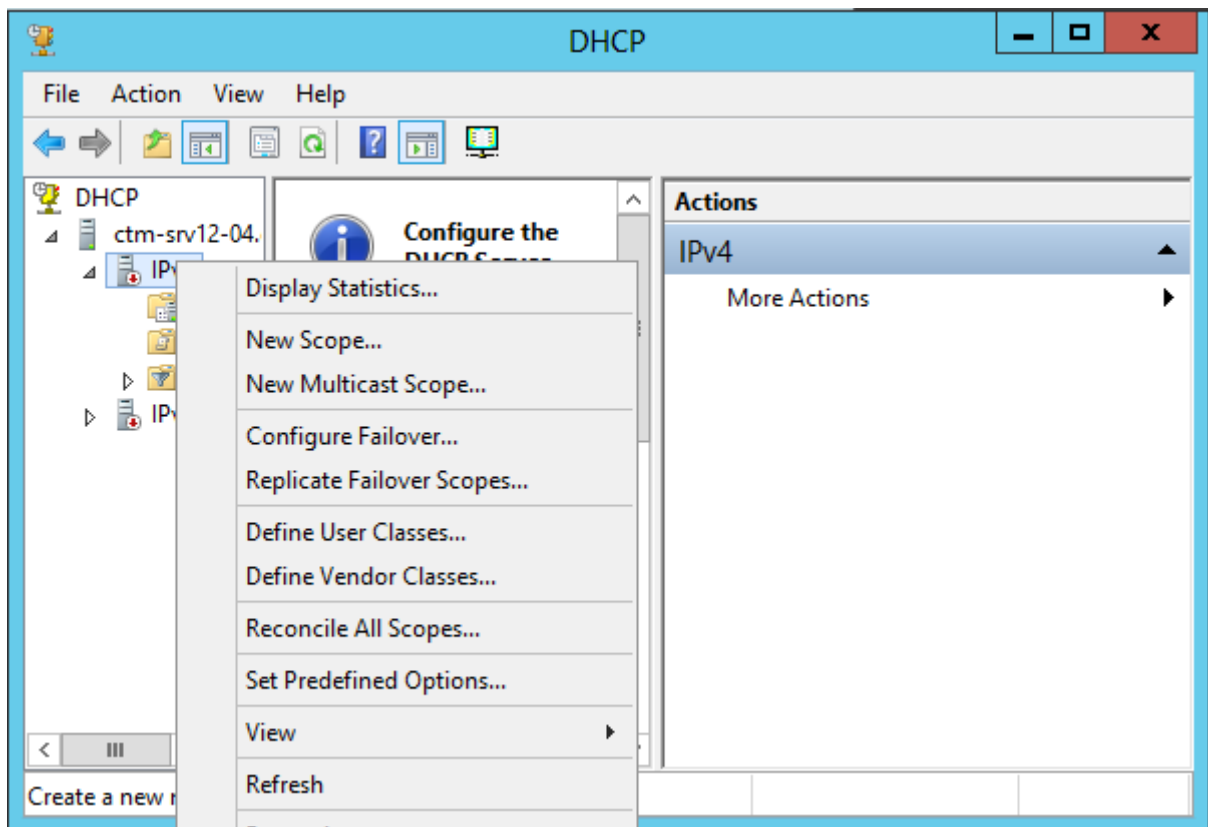 DHCP
File Action View Help
DHCP
ctm-srv12-04.
Configure the
DHCP Server
Actions
IPv4
More Actions
Display Statistics...
New Scope...
New Multicast Scope...
Configure Failover...
Replicate Failover Scopes...
Define User Classes...
Define Vendor Classes...
Reconcile All Scopes...
Set Predefined Options...
View
Refresh
Create a new